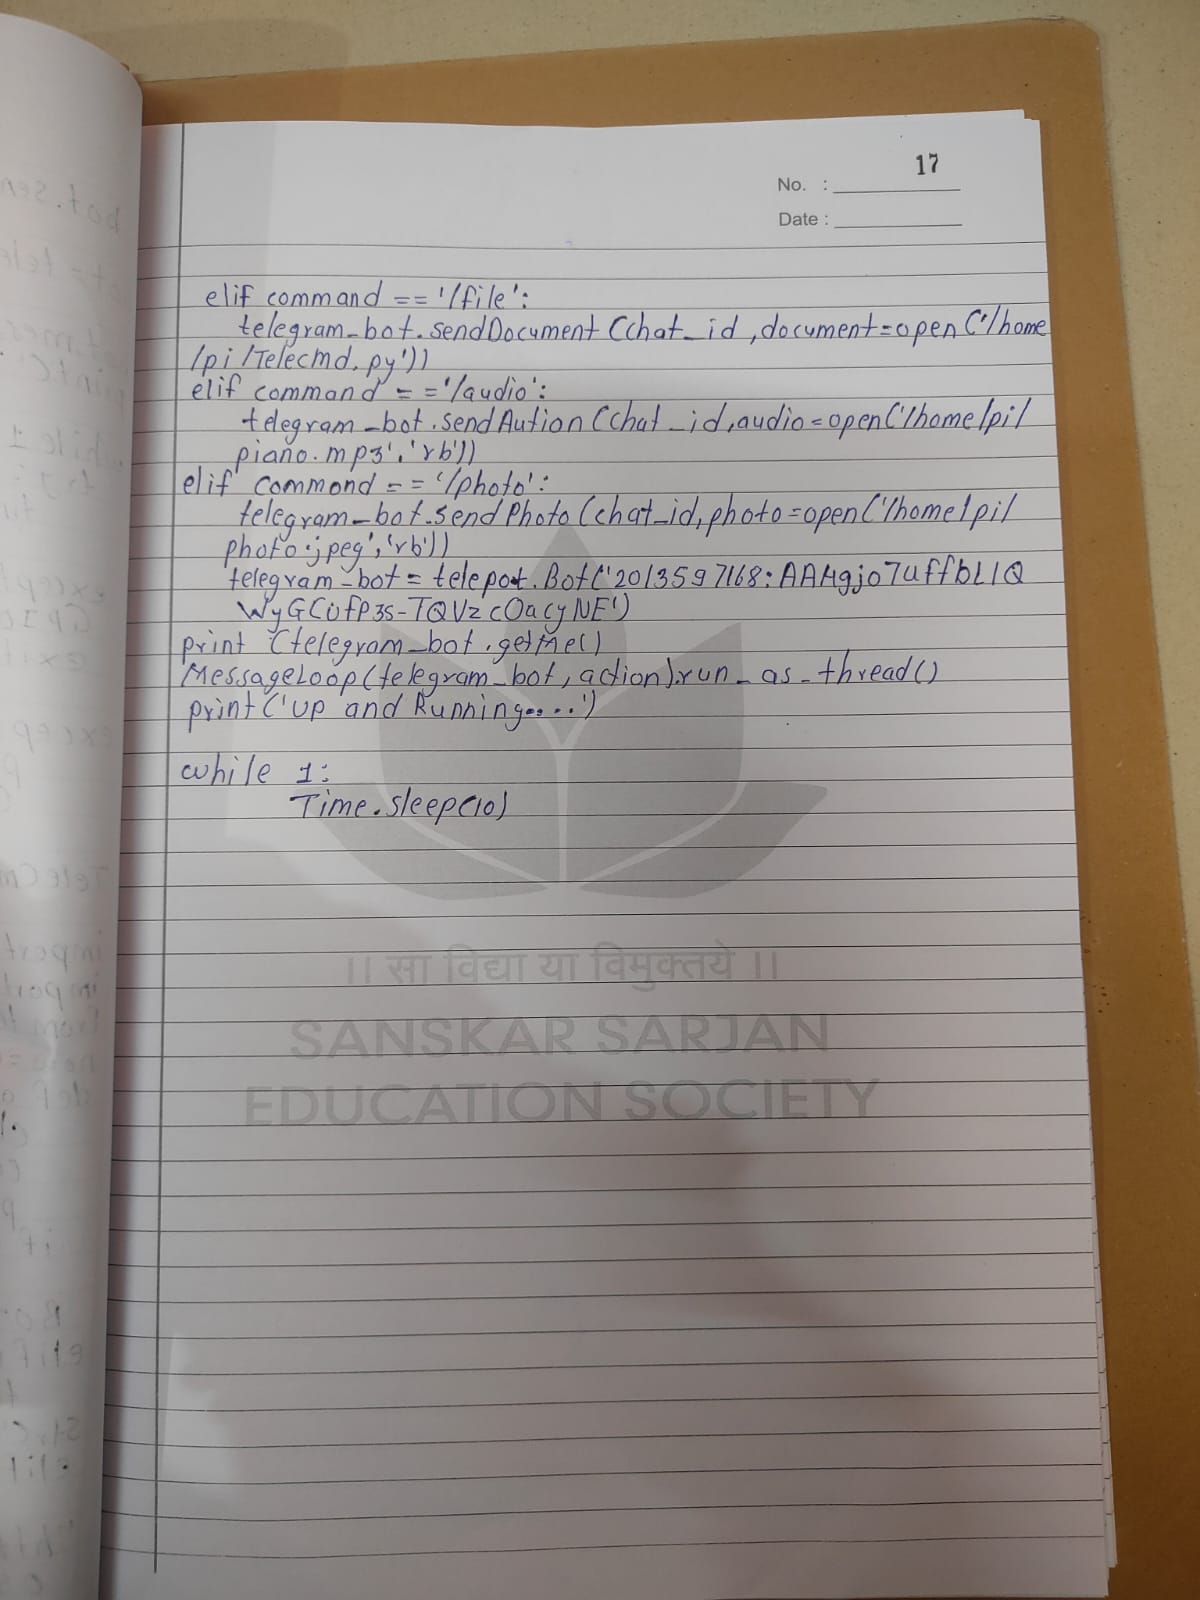 17
No. :
Date :
elif command == '/file':
telegram_bot.sendDocument (chat_id, document=open('/home
/pi/Telecmd.py'))
elif command =='/audio':
telegram_bot.sendAution (chat_id, audio=open('/home/pi/
piano.mp3','rb'))
elif commond == '/photo':
telegram_bot.sendPhoto (chat_id, photo=open('/home/pi/
photo.jpeg','rb'))
telegram_bot = telepot.Bot('2013597168:AAHgjo7uffbLIQ
WyGCUfP3s-TQVzcOacyNE')
print (telegram_bot.getMe()
MessageLoop(telegram_bot, action).run_as_thread()
print('up and Running....')
while 1:
Time.sleep(10)
।। सा विद्या या विमुक्तये ।।
SANSKAR SARJAN
EDUCATION SOCIETY